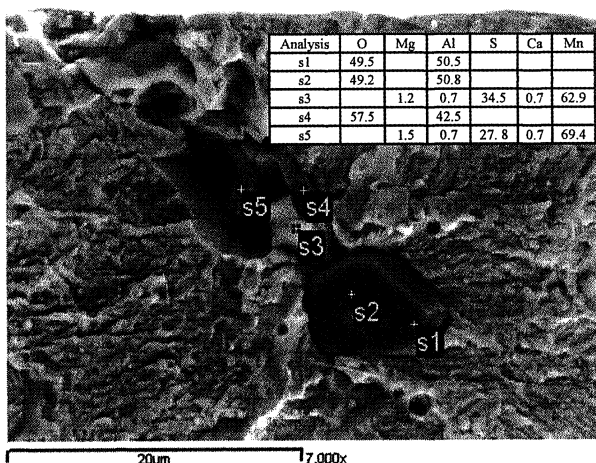 Analysis O Mg Al S Ca Mn
s1 49.5 50.5
s2 49.2 50.8
s3 1.2 0.7 34.5 0.7 62.9
s4 57.5 42.5
s5 1.5 0.7 27.8 0.7 69.4
s5
s4
s3
s2
s1
20um 7,000x